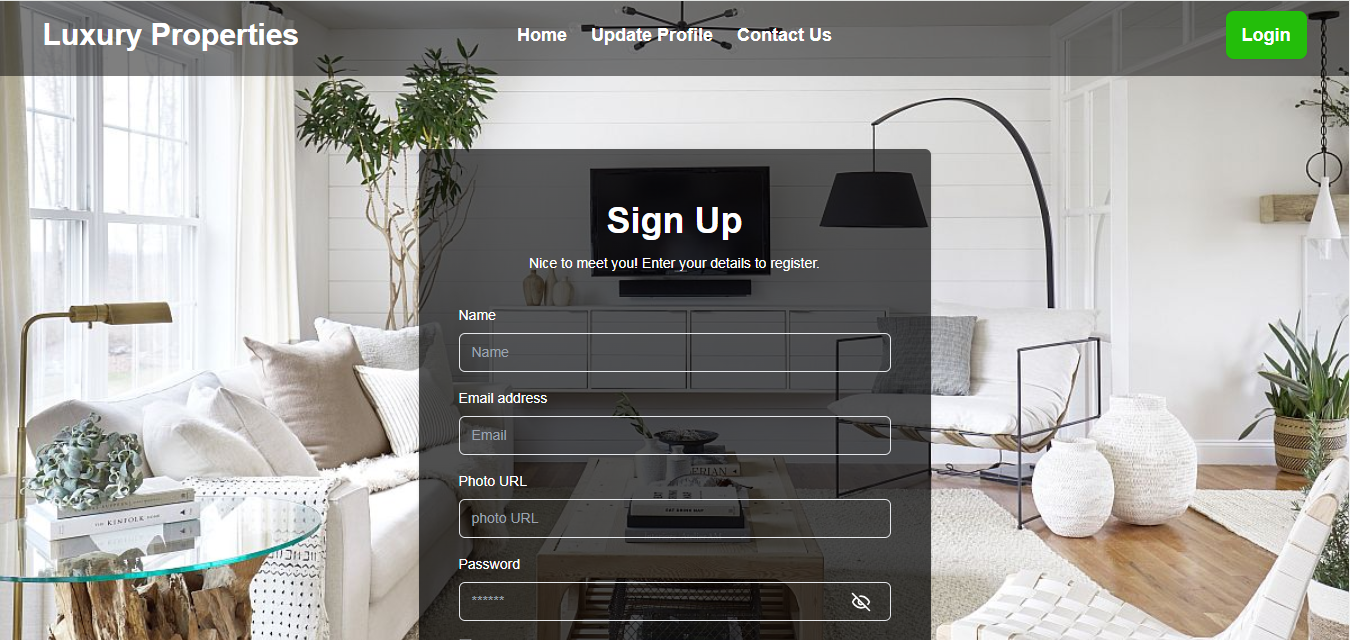 Luxury Properties
Home Update Profile Contact Us
Login
Sign Up
Nice to meet you! Enter your details to register.
Name
Name
Email address
Email
Photo URL
photo URL
Password
******
KINFOLK